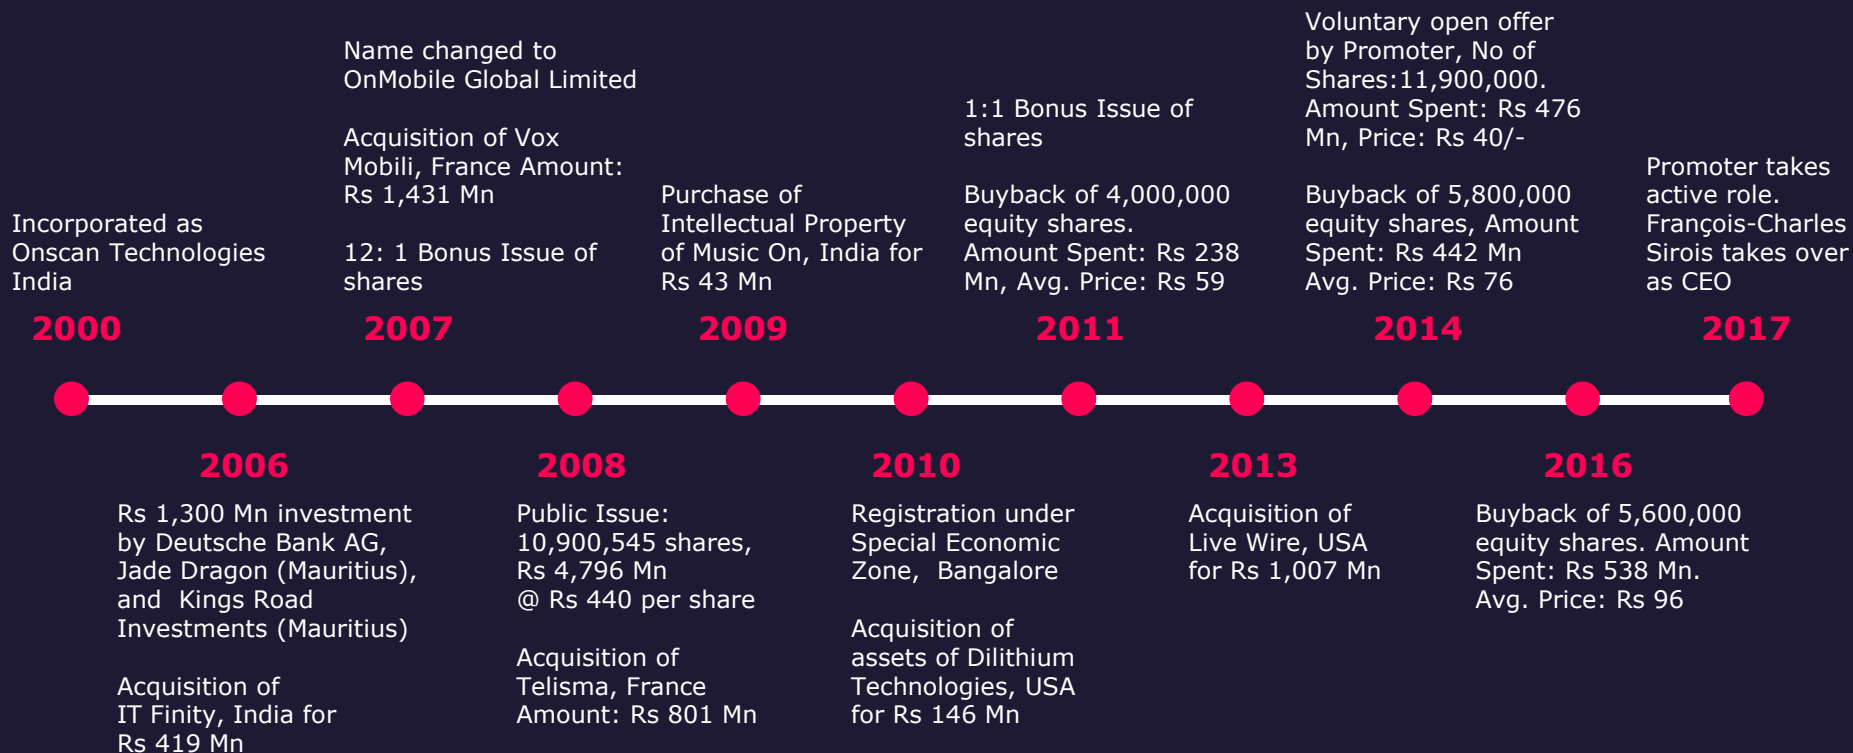 Incorporated as
Onscan Technologies
India
2000
Rs 1,300 Mn investment
by Deutsche Bank AG,
Jade Dragon (Mauritius),
and  Kings Road
Investments (Mauritius)
Acquisition of
IT Finity, India for
Rs 419 Mn
2006
Name changed to
OnMobile Global Limited
Acquisition of Vox
Mobili, France Amount:
Rs 1,431 Mn
12: 1 Bonus Issue of
shares
2007
2008
Public Issue:
10,900,545 shares,
Rs 4,796 Mn
@ Rs 440 per share
Acquisition of
Telisma, France
Amount: Rs 801 Mn
Purchase of
Intellectual Property
of Music On, India for
Rs 43 Mn
2009
2010
Registration under
Special Economic
Zone,  Bangalore
Acquisition of
assets of Dilithium
Technologies, USA
for Rs 146 Mn
1:1 Bonus Issue of
shares
Buyback of 4,000,000
equity shares.
Amount Spent: Rs 238
Mn, Avg. Price: Rs 59
2011
2013
Acquisition of
Live Wire, USA
for Rs 1,007 Mn
Voluntary open offer
by Promoter, No of
Shares:11,900,000.
Amount Spent: Rs 476
Mn, Price: Rs 40/-
Buyback of 5,800,000
equity shares, Amount
Spent: Rs 442 Mn
Avg. Price: Rs 76
2014
2016
Buyback of 5,600,000
equity shares. Amount
Spent: Rs 538 Mn.
Avg. Price: Rs 96
Promoter takes
active role.
François-Charles
Sirois takes over
as CEO
2017